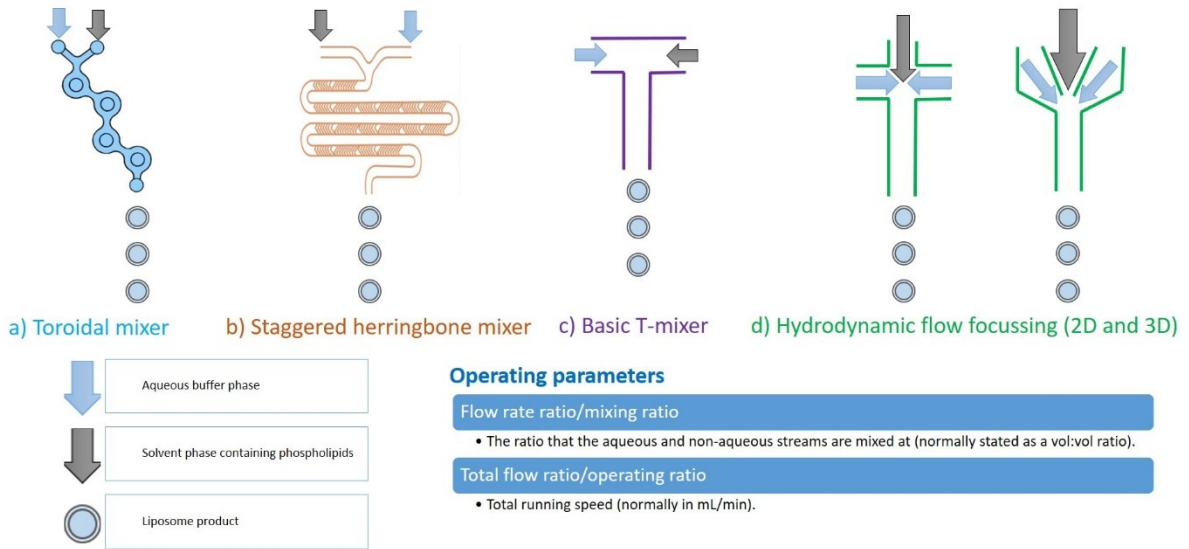 a) Toroidal mixer
b) Staggered herringbone mixer
c) Basic T-mixer
d) Hydrodynamic flow focussing (2D and 3D)
Aqueous buffer phase
Solvent phase containing phospholipids
Liposome product
Operating parameters
Flow rate ratio/mixing ratio
• The ratio that the aqueous and non-aqueous streams are mixed at (normally stated as a vol:vol ratio).
Total flow ratio/operating ratio
• Total running speed (normally in mL/min).